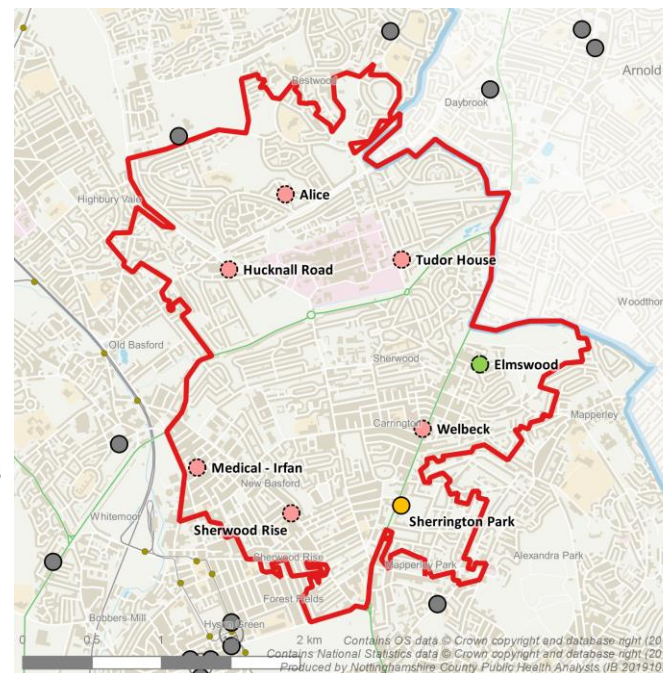 Bestwood
Arnold
Daybrook
Highbury Vale
Alice
Hucknall Road
Tudor House
Woodthor
Old Basford
Sherwood
Elmswood
Mapperley
Carrington
Welbeck
Medical - Irfan
New Basford
Whitemoor
Sherwood Rise
Sherrington Park
Sherwood Rise
Mapperley Park
Alexandra Park
Forest Fields
Bobbers Mill
Hyson Green
0 0.5 1 2 km
Contains OS data © Crown copyright and database right (20
Contains National Statistics data © Crown copyright and database right (20
Produced by Nottinghamshire County Public Health Analysts (IB 201910